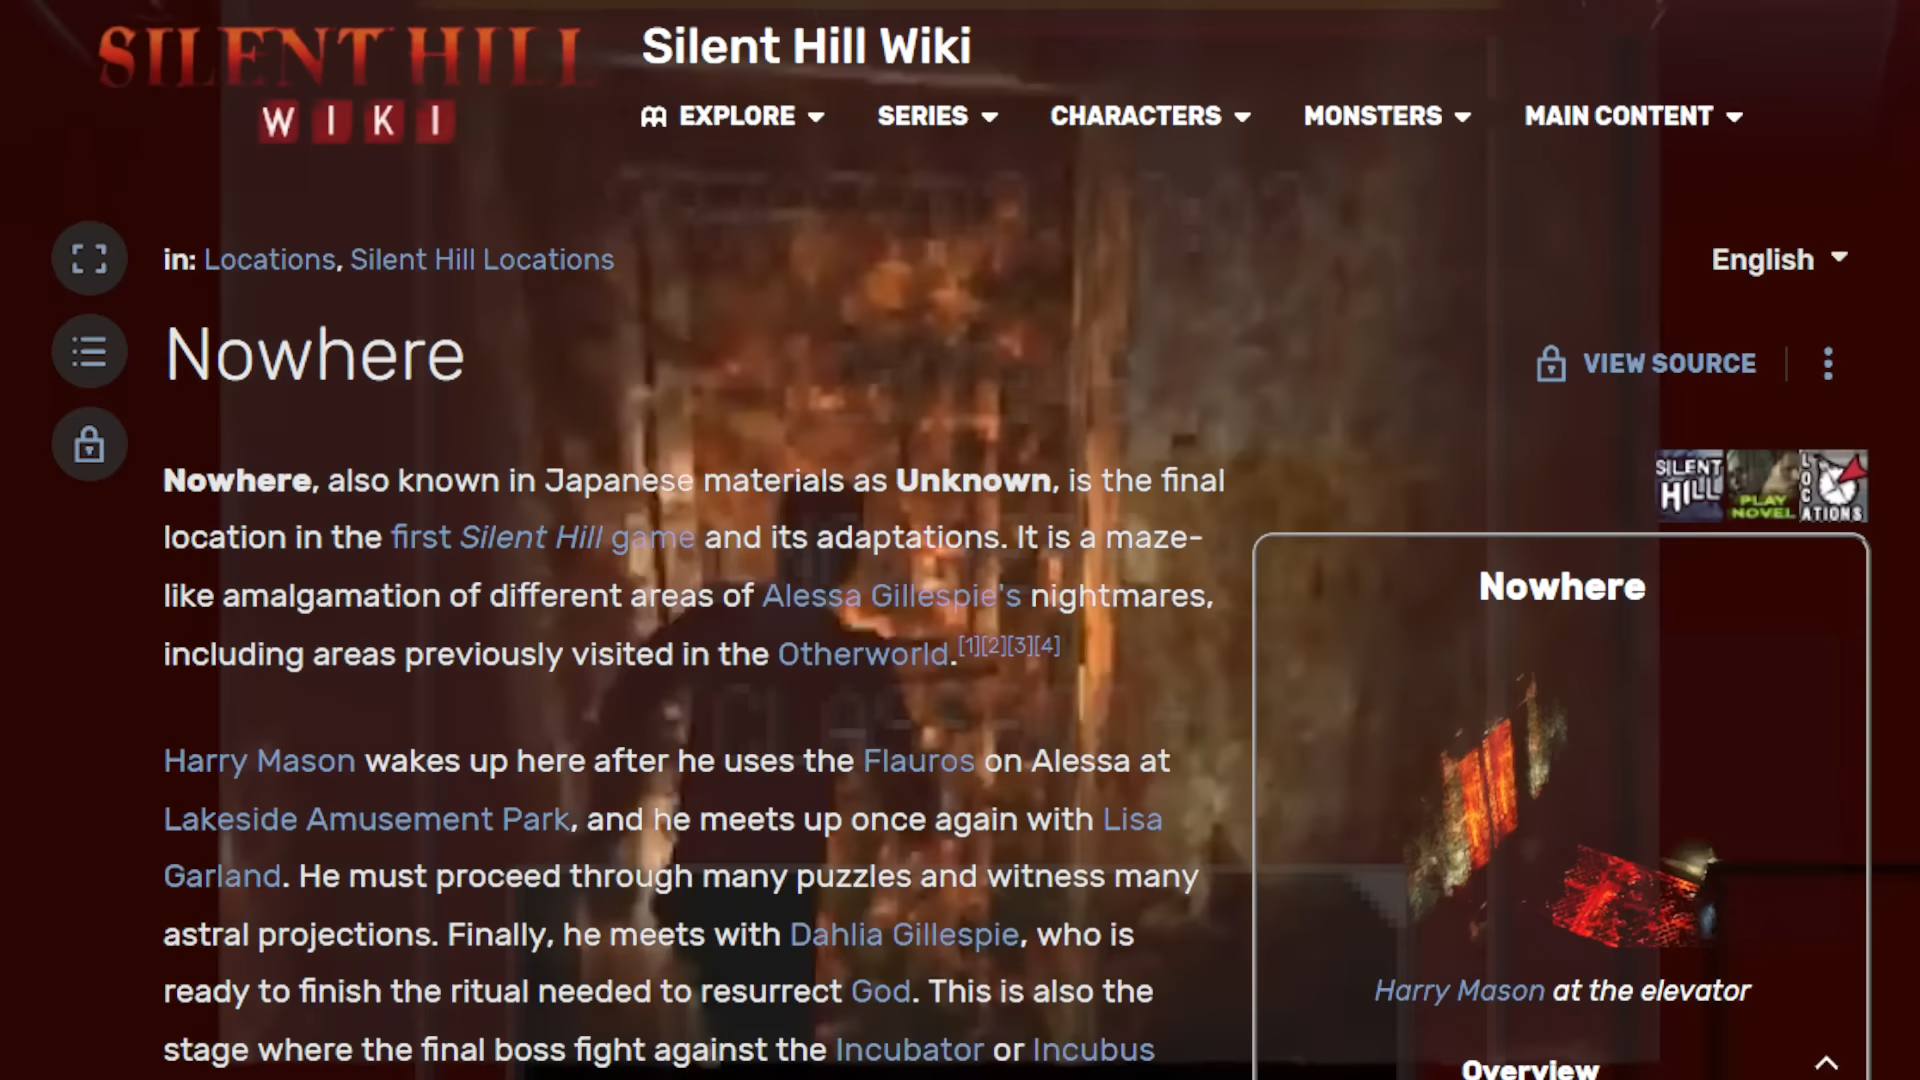 SILENT HILL
WIKI
Silent Hill Wiki
EXPLORE
SERIES
CHARACTERS
MONSTERS
MAIN CONTENT
in: Locations, Silent Hill Locations
English
Nowhere
VIEW SOURCE
SILENT HILL
PLAY NOVEL
LOCATIONS
Nowhere, also known in Japanese materials as Unknown, is the final
location in the first Silent Hill game and its adaptations. It is a maze-
like amalgamation of different areas of Alessa Gillespie's nightmares,
including areas previously visited in the Otherworld.[1][2][3][4]
Harry Mason wakes up here after he uses the Flauros on Alessa at
Lakeside Amusement Park, and he meets up once again with Lisa
Garland. He must proceed through many puzzles and witness many
astral projections. Finally, he meets with Dahlia Gillespie, who is
ready to finish the ritual needed to resurrect God. This is also the
stage where the final boss fight against the Incubator or Incubus
Nowhere
Harry Mason at the elevator
Overview